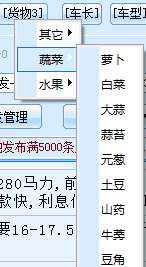 [货物3] [车长] [车型]
其它
蔬菜
水果
萝卜
白菜
大蒜
蒜苔
元葱
土豆
山药
牛蒡
豆角
发管理
发布满5000条
280马力,前
款快,利息
要16-17.5